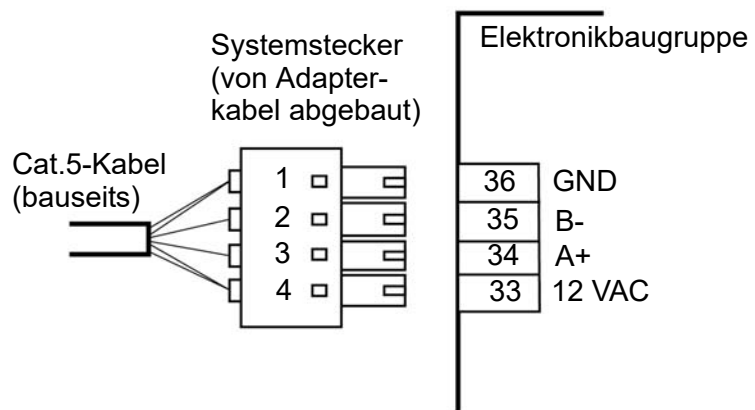 Systemstecker
(von Adapter-
kabel abgebaut)
Elektronikbaugruppe
Cat.5-Kabel
(bauseits)
1
2
3
4
36 GND
35 B-
34 A+
33 12 VAC